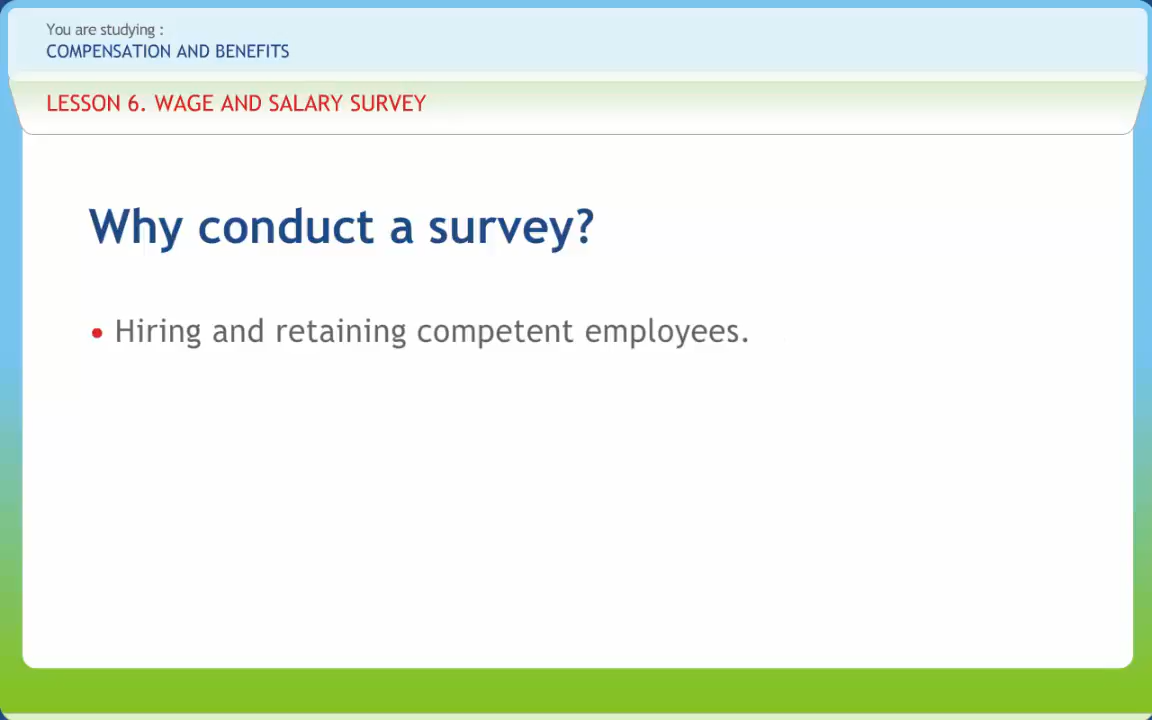 You are studying :
COMPENSATION AND BENEFITS
LESSON 6. WAGE AND SALARY SURVEY
Why conduct a survey?
• Hiring and retaining competent employees.